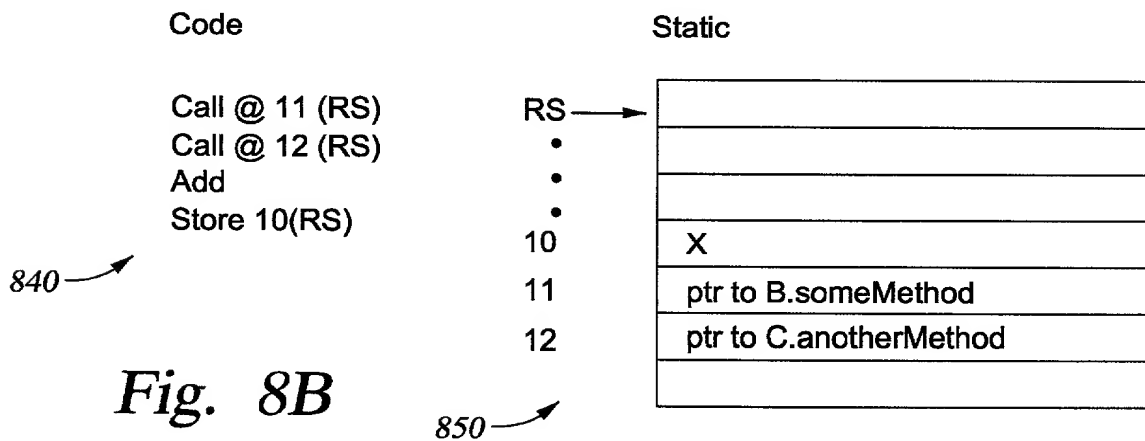 Code
Static
Call @ 11 (RS)
Call @ 12 (RS)
Add
Store 10(RS)
840
RS
10
11
12
X
ptr to B.someMethod
ptr to C.anotherMethod
850
Fig. 8B